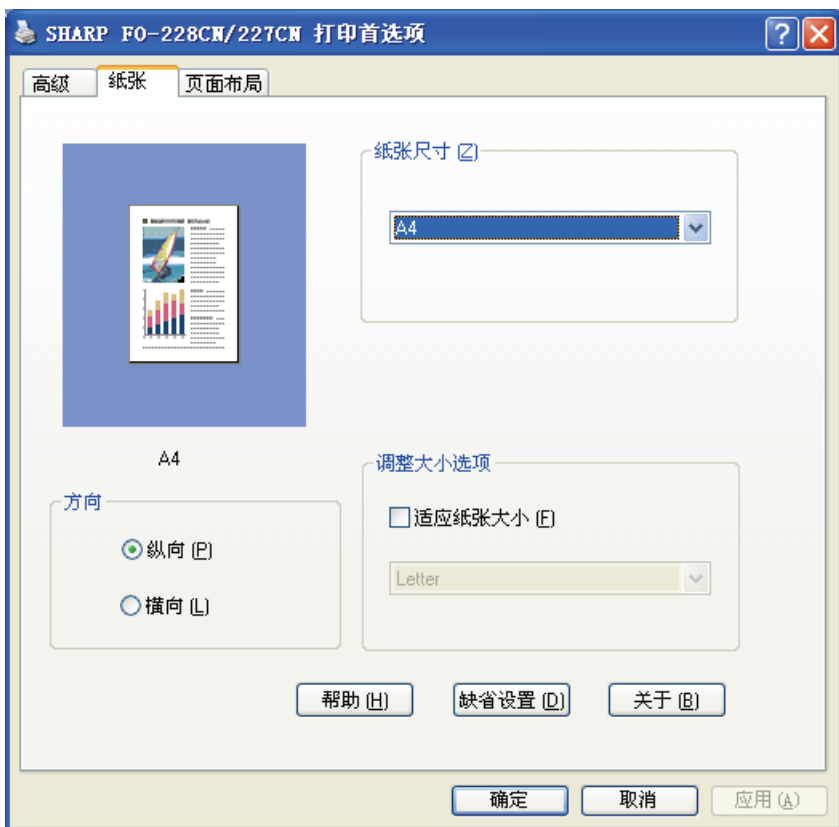 SHARP FO-228CN/227CN 打印首选项
高级 纸张 页面布局
纸张尺寸 (Z)
A4
A4
方向
纵向 (P)
横向 (L)
调整大小选项
适应纸张大小 (F)
Letter
帮助 (H) 缺省设置 (D) 关于 (B)
确定 取消 应用 (A)